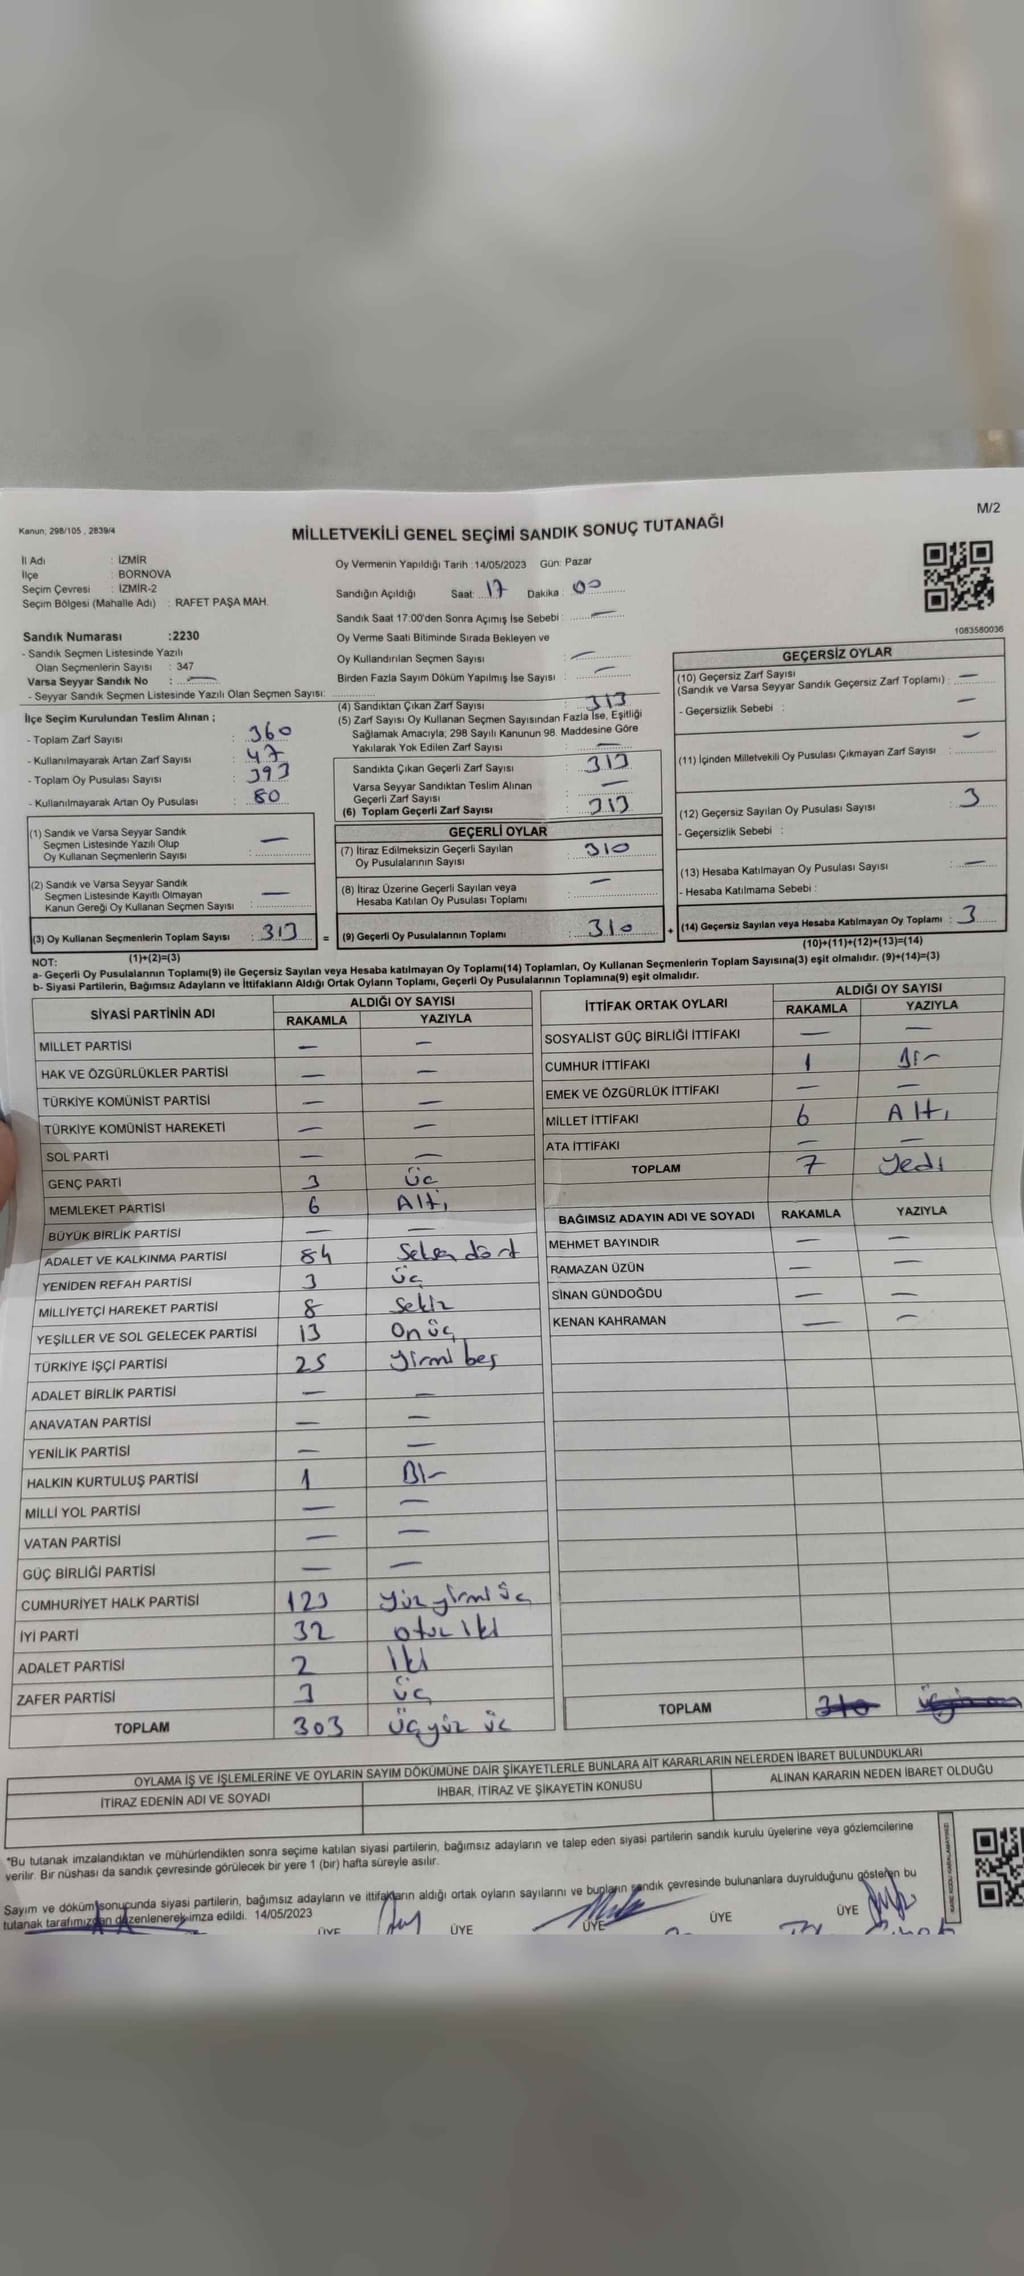 M/2
Kanun; 298/105 , 2839/4
MİLLETVEKİLİ GENEL SEÇİMİ SANDIK SONUÇ TUTANAĞI
İl Adı : İZMİR
İlçe : BORNOVA
Seçim Çevresi : İZMİR-2
Seçim Bölgesi (Mahalle Adı) : RAFET PAŞA MAH.
Sandık Numarası :2230
- Sandık Seçmen Listesinde Yazılı
Olan Seçmenlerin Sayısı : 347
Varsa Seyyar Sandık No : —
- Seyyar Sandık Seçmen Listesinde Yazılı Olan Seçmen Sayısı:
Oy Vermenin Yapıldığı Tarih :14/05/2023 Gün: Pazar
Sandığın Açıldığı Saat: 17 Dakika : 00
Sandık Saat 17:00'den Sonra Açımış İse Sebebi : —
Oy Verme Saati Bitiminde Sırada Bekleyen ve
Oy Kullandırılan Seçmen Sayısı : —
Birden Fazla Sayım Döküm Yapılmış İse Sayısı : —
1083580036
İlçe Seçim Kurulundan Teslim Alınan ;
- Toplam Zarf Sayısı : 360
- Kullanılmayarak Artan Zarf Sayısı : 47
- Toplam Oy Pusulası Sayısı : 393
- Kullanılmayarak Artan Oy Pusulası : 80
(1) Sandık ve Varsa Seyyar Sandık
Seçmen Listesinde Yazılı Olup
Oy Kullanan Seçmenlerin Sayısı : —
(2) Sandık ve Varsa Seyyar Sandık
Seçmen Listesinde Kayıtlı Olmayan
Kanun Gereği Oy Kullanan Seçmen Sayısı : —
(3) Oy Kullanan Seçmenlerin Toplam Sayısı : 313 =
(1)+(2)=(3)
(4) Sandıktan Çıkan Zarf Sayısı : 313
(5) Zarf Sayısı Oy Kullanan Seçmen Sayısından Fazla İse, Eşitliği
Sağlamak Amacıyla; 298 Sayılı Kanunun 98. Maddesine Göre
Yakılarak Yok Edilen Zarf Sayısı : —
Sandıkta Çıkan Geçerli Zarf Sayısı : 313
Varsa Seyyar Sandıktan Teslim Alınan
Geçerli Zarf Sayısı : —
(6) Toplam Geçerli Zarf Sayısı : 313
GEÇERLİ OYLAR
(7) İtiraz Edilmeksizin Geçerli Sayılan
Oy Pusulalarının Sayısı : 310
(8) İtiraz Üzerine Geçerli Sayılan veya
Hesaba Katılan Oy Pusulası Toplamı : —
(9) Geçerli Oy Pusulalarının Toplamı : 310 +
GEÇERSİZ OYLAR
(10) Geçersiz Zarf Sayısı
(Sandık ve Varsa Seyyar Sandık Geçersiz Zarf Toplamı) : —
- Geçersizlik Sebebi : —
(11) İçinden Milletvekili Oy Pusulası Çıkmayan Zarf Sayısı : —
(12) Geçersiz Sayılan Oy Pusulası Sayısı : 3
- Geçersizlik Sebebi :
(13) Hesaba Katılmayan Oy Pusulası Sayısı : —
- Hesaba Katılmama Sebebi :
(14) Geçersiz Sayılan veya Hesaba Katılmayan Oy Toplamı : 3
(10)+(11)+(12)+(13)=(14)
NOT:
a- Geçerli Oy Pusulalarının Toplamı(9) ile Geçersiz Sayılan veya Hesaba katılmayan Oy Toplamı(14) Toplamları, Oy Kullanan Seçmenlerin Toplam Sayısına(3) eşit olmalıdır. (9)+(14)=(3)
b- Siyasi Partilerin, Bağımsız Adayların ve İttifakların Aldığı Ortak Oyların Toplamı, Geçerli Oy Pusulalarının Toplamına(9) eşit olmalıdır.
SİYASİ PARTİNİN ADI ALDIĞI OY SAYISI
RAKAMLA YAZIYLA
MİLLET PARTİSİ — —
HAK VE ÖZGÜRLÜKLER PARTİSİ — —
TÜRKİYE KOMÜNİST PARTİSİ — —
TÜRKİYE KOMÜNİST HAREKETİ — —
SOL PARTİ — —
GENÇ PARTİ 3 üç
MEMLEKET PARTİSİ 6 Altı
BÜYÜK BİRLİK PARTİSİ — —
ADALET VE KALKINMA PARTİSİ 84 Seksen dört
YENİDEN REFAH PARTİSİ 3 üç
MİLLİYETÇİ HAREKET PARTİSİ 8 Sekiz
YEŞİLLER VE SOL GELECEK PARTİSİ 13 On üç
TÜRKİYE İŞÇİ PARTİSİ 25 yirmi beş
ADALET BİRLİK PARTİSİ — —
ANAVATAN PARTİSİ — —
YENİLİK PARTİSİ — —
HALKIN KURTULUŞ PARTİSİ 1 Bir
MİLLİ YOL PARTİSİ — —
VATAN PARTİSİ — —
GÜÇ BİRLİĞİ PARTİSİ — —
CUMHURİYET HALK PARTİSİ 123 yüz yirmi üç
İYİ PARTİ 32 otuz iki
ADALET PARTİSİ 2 iki
ZAFER PARTİSİ 3 üç
TOPLAM 303 üçyüz üç
İTTİFAK ORTAK OYLARI ALDIĞI OY SAYISI
RAKAMLA YAZIYLA
SOSYALİST GÜÇ BİRLİĞİ İTTİFAKI — —
CUMHUR İTTİFAKI 1 Bir
EMEK VE ÖZGÜRLÜK İTTİFAKI — —
MİLLET İTTİFAKI 6 Altı
ATA İTTİFAKI — —
TOPLAM 7 yedi
BAĞIMSIZ ADAYIN ADI VE SOYADI RAKAMLA YAZIYLA
MEHMET BAYINDIR — —
RAMAZAN ÜZÜN — —
SİNAN GÜNDOĞDU — —
KENAN KAHRAMAN — —
TOPLAM 310
OYLAMA İŞ VE İŞLEMLERİNE VE OYLARIN SAYIM DÖKÜMÜNE DAİR ŞİKAYETLERLE BUNLARA AİT KARARLARIN NELERDEN İBARET BULUNDUKLARI
İTİRAZ EDENİN ADI VE SOYADI İHBAR, İTİRAZ VE ŞİKAYETİN KONUSU ALINAN KARARIN NEDEN İBARET OLDUĞU
*Bu tutanak imzalandıktan ve mühürlendikten sonra seçime katılan siyasi partilerin, bağımsız adayların ve talep eden siyasi partilerin sandık kurulu üyelerine veya gözlemcilerine
verilir. Bir nüshası da sandık çevresinde görülecek bir yere 1 (bir) hafta süreyle asılır.
Sayım ve döküm sonucunda siyasi partilerin, bağımsız adayların ve ittifakların aldığı ortak oyların sayılarını ve bunların sandık çevresinde bulunanlara duyrulduğunu gösteren bu
tutanak tarafımızdan düzenlenerek imza edildi. 14/05/2023
ÜYE ÜYE ÜYE ÜYE ÜYE